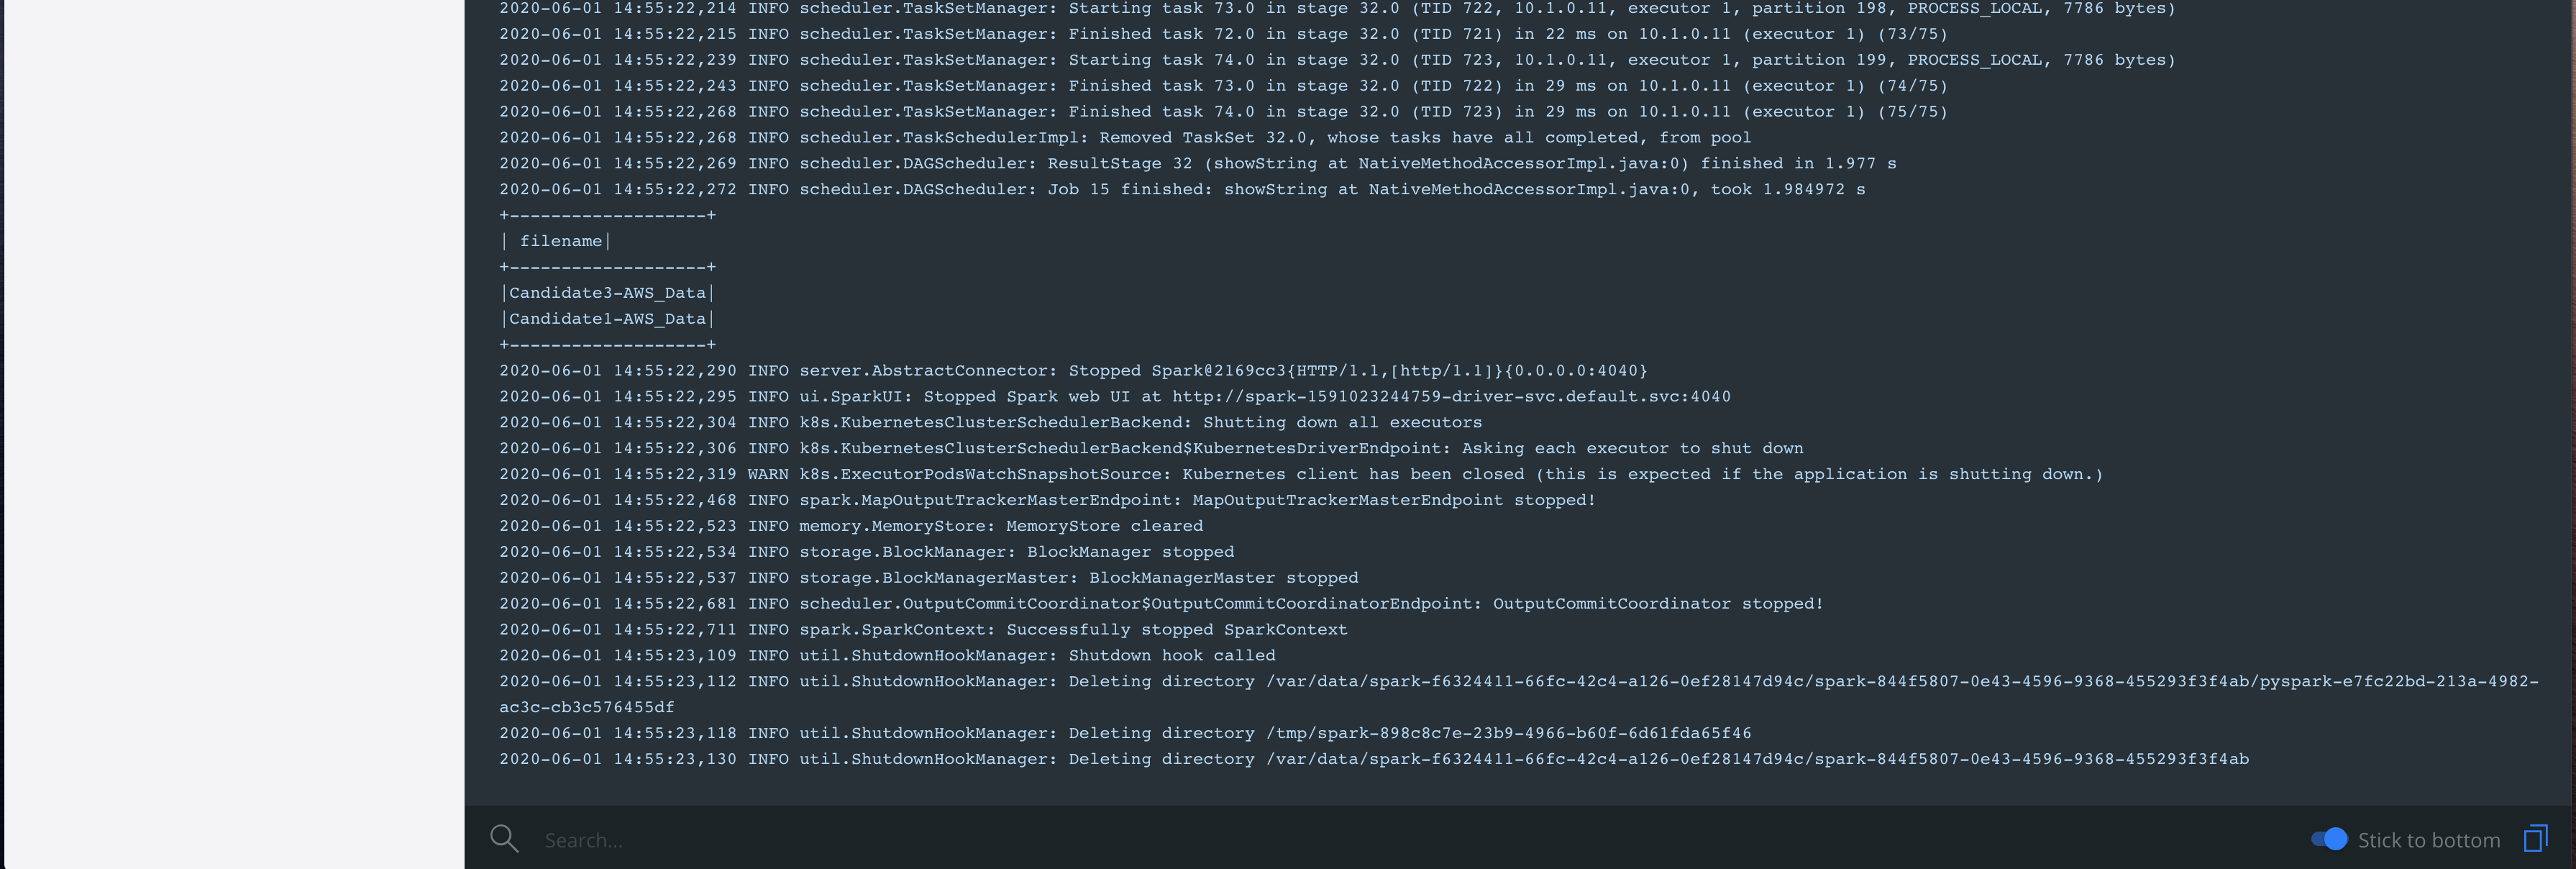 2020-06-01 14:55:22,214 INFO scheduler.TaskSetManager: Starting task 73.0 in stage 32.0 (TID 722, 10.1.0.11, executor 1, partition 198, PROCESS_LOCAL, 7786 bytes)
2020-06-01 14:55:22,215 INFO scheduler.TaskSetManager: Finished task 72.0 in stage 32.0 (TID 721) in 22 ms on 10.1.0.11 (executor 1) (73/75)
2020-06-01 14:55:22,239 INFO scheduler.TaskSetManager: Starting task 74.0 in stage 32.0 (TID 723, 10.1.0.11, executor 1, partition 199, PROCESS_LOCAL, 7786 bytes)
2020-06-01 14:55:22,243 INFO scheduler.TaskSetManager: Finished task 73.0 in stage 32.0 (TID 722) in 29 ms on 10.1.0.11 (executor 1) (74/75)
2020-06-01 14:55:22,268 INFO scheduler.TaskSetManager: Finished task 74.0 in stage 32.0 (TID 723) in 29 ms on 10.1.0.11 (executor 1) (75/75)
2020-06-01 14:55:22,268 INFO scheduler.TaskSchedulerImpl: Removed TaskSet 32.0, whose tasks have all completed, from pool
2020-06-01 14:55:22,269 INFO scheduler.DAGScheduler: ResultStage 32 (showString at NativeMethodAccessorImpl.java:0) finished in 1.977 s
2020-06-01 14:55:22,272 INFO scheduler.DAGScheduler: Job 15 finished: showString at NativeMethodAccessorImpl.java:0, took 1.984972 s
+-------------------+
| filename|
+-------------------+
|Candidate3-AWS_Data|
|Candidate1-AWS_Data|
+-------------------+
2020-06-01 14:55:22,290 INFO server.AbstractConnector: Stopped Spark@2169cc3{HTTP/1.1,[http/1.1]}{0.0.0.0:4040}
2020-06-01 14:55:22,295 INFO ui.SparkUI: Stopped Spark web UI at http://spark-1591023244759-driver-svc.default.svc:4040
2020-06-01 14:55:22,304 INFO k8s.KubernetesClusterSchedulerBackend: Shutting down all executors
2020-06-01 14:55:22,306 INFO k8s.KubernetesClusterSchedulerBackend$KubernetesDriverEndpoint: Asking each executor to shut down
2020-06-01 14:55:22,319 WARN k8s.ExecutorPodsWatchSnapshotSource: Kubernetes client has been closed (this is expected if the application is shutting down.)
2020-06-01 14:55:22,468 INFO spark.MapOutputTrackerMasterEndpoint: MapOutputTrackerMasterEndpoint stopped!
2020-06-01 14:55:22,523 INFO memory.MemoryStore: MemoryStore cleared
2020-06-01 14:55:22,534 INFO storage.BlockManager: BlockManager stopped
2020-06-01 14:55:22,537 INFO storage.BlockManagerMaster: BlockManagerMaster stopped
2020-06-01 14:55:22,681 INFO scheduler.OutputCommitCoordinator$OutputCommitCoordinatorEndpoint: OutputCommitCoordinator stopped!
2020-06-01 14:55:22,711 INFO spark.SparkContext: Successfully stopped SparkContext
2020-06-01 14:55:23,109 INFO util.ShutdownHookManager: Shutdown hook called
2020-06-01 14:55:23,112 INFO util.ShutdownHookManager: Deleting directory /var/data/spark-f6324411-66fc-42c4-a126-0ef28147d94c/spark-844f5807-0e43-4596-9368-455293f3f4ab/pyspark-e7fc22bd-213a-4982-
ac3c-cb3c576455df
2020-06-01 14:55:23,118 INFO util.ShutdownHookManager: Deleting directory /tmp/spark-898c8c7e-23b9-4966-b60f-6d61fda65f46
2020-06-01 14:55:23,130 INFO util.ShutdownHookManager: Deleting directory /var/data/spark-f6324411-66fc-42c4-a126-0ef28147d94c/spark-844f5807-0e43-4596-9368-455293f3f4ab
Search...
Stick to bottom